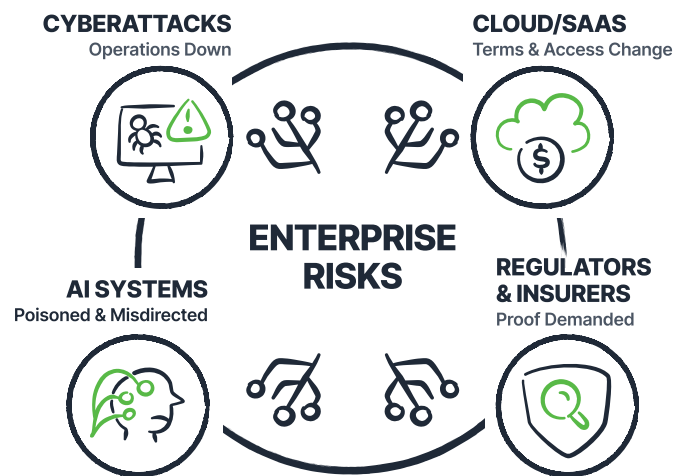 CYBERATTACKS
Operations Down
CLOUD/SAAS
Terms & Access Change
$
ENTERPRISE
RISKS
AI SYSTEMS
Poisoned & Misdirected
REGULATORS
& INSURERS
Proof Demanded